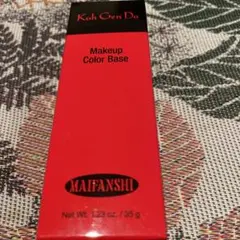 Koh Gen Do
Makeup
Color Base
MAIFANSHI
Net Wt. 1.23 oz. / 35 g